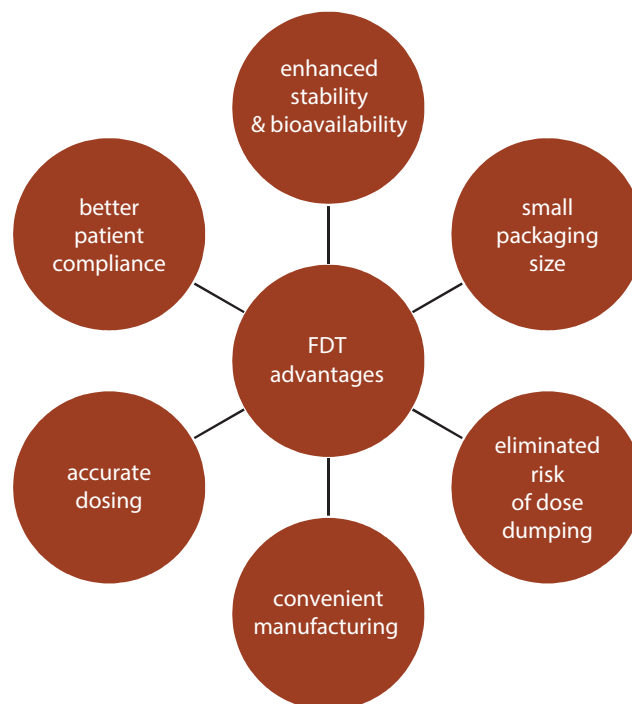 enhanced
stability
& bioavailability
better
patient
compliance
small
packaging
size
FDT
advantages
accurate
dosing
eliminated
risk
of dose
dumping
convenient
manufacturing